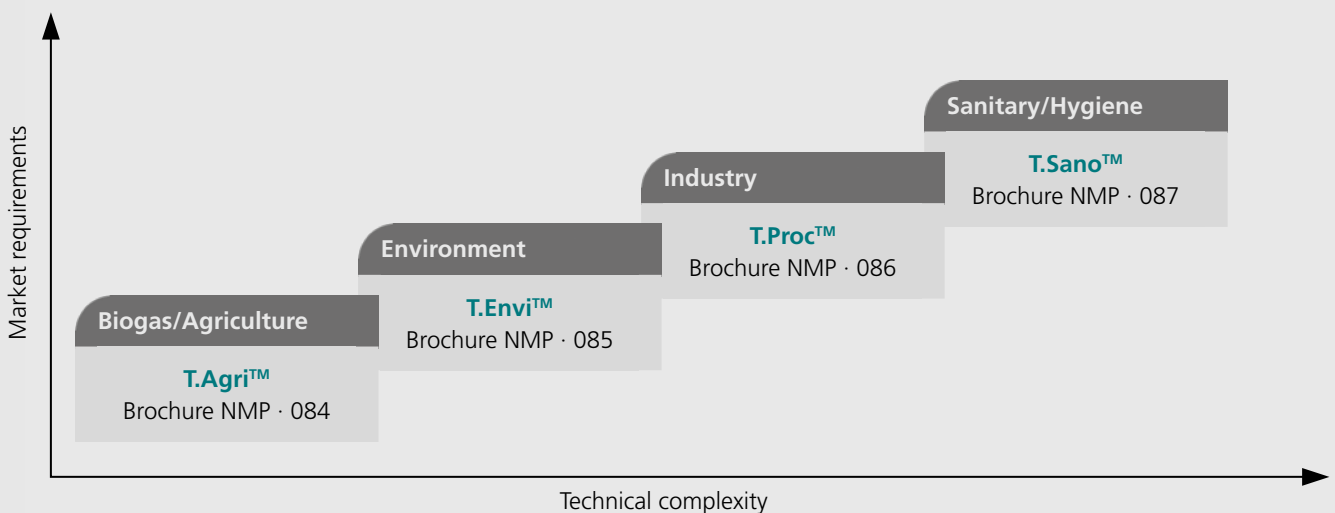 Market requirements
Sanitary/Hygiene
T.Sano™
Brochure NMP · 087
Industry
T.Proc™
Brochure NMP · 086
Environment
T.Envi™
Brochure NMP · 085
Biogas/Agriculture
T.Agri™
Brochure NMP · 084
Technical complexity